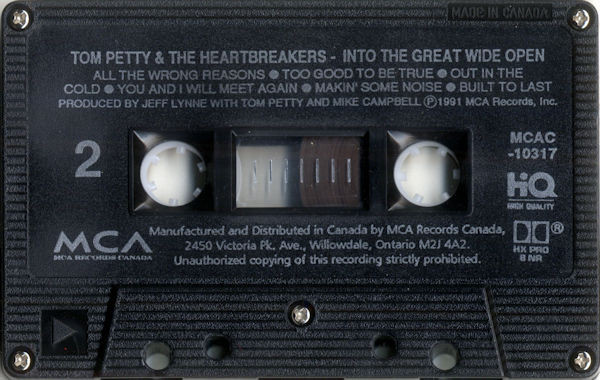 MADE IN CANADA
TOM PETTY & THE HEARTBREAKERS - INTO THE GREAT WIDE OPEN
ALL THE WRONG REASONS ● TOO GOOD TO BE TRUE ● OUT IN THE
COLD ● YOU AND I WILL MEET AGAIN ● MAKIN' SOME NOISE ● BUILT TO LAST
PRODUCED BY JEFF LYNNE WITH TOM PETTY AND MIKE CAMPBELL Ⓟ1991 MCA Records, Inc.
2
MCAC
-10317
HQ
HIGH QUALITY
Manufactured and Distributed in Canada by MCA Records Canada,
2450 Victoria Pk. Ave., Willowdale, Ontario M2J 4A2.
Unauthorized copying of this recording strictly prohibited.
MCA
MCA RECORDS CANADA
®
HX PRO
B NR